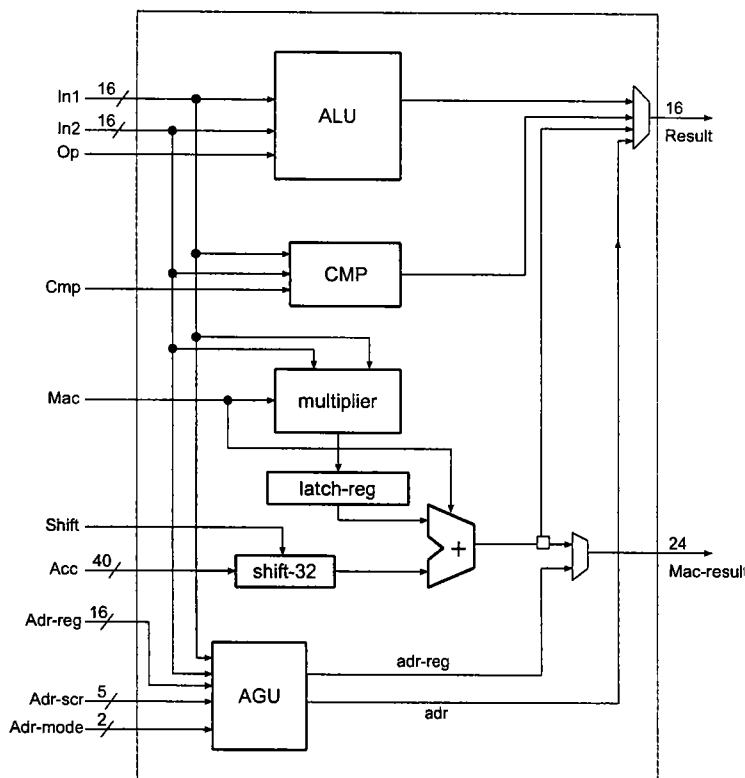 In1 16
In2 16
Op
ALU
16
Result
Cmp
CMP
Mac
multiplier
latch-reg
Shift
Acc 40
shift-32
+
24
Mac-result
Adr-reg 16
AGU
adr-reg
Adr-scr 5
adr
Adr-mode 2